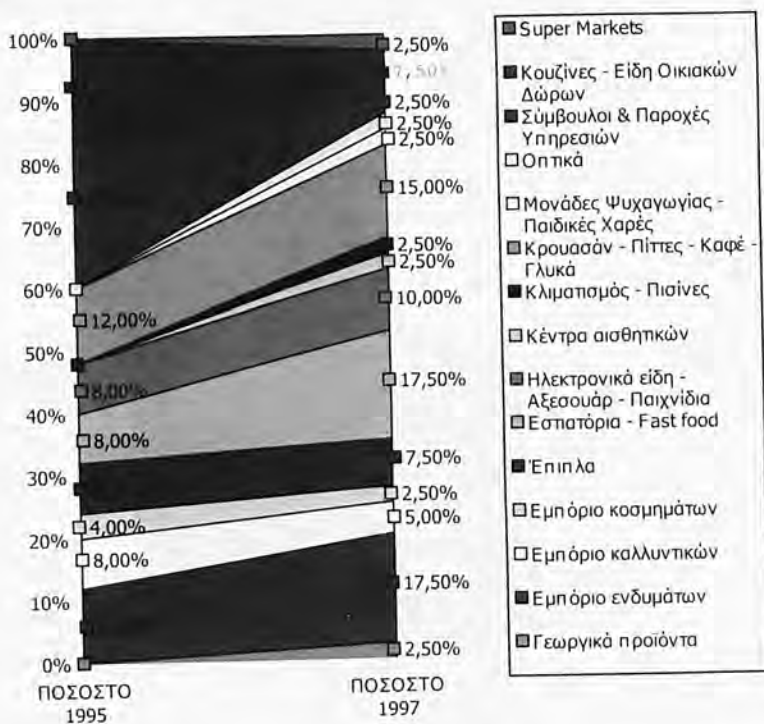 100%
90%
80%
70%
60%
50%
40%
30%
20%
10%
0%
12,00%
8,00%
8,00%
4,00%
8,00%
2,50%
7,50%
2,50%
2,50%
2,50%
15,00%
2,50%
2,50%
10,00%
17,50%
7,50%
2,50%
5,00%
17,50%
2,50%
ΠΟΣΟΣΤΟ
1995
ΠΟΣΟΣΤΟ
1997
Super Markets
Κουζίνες - Είδη Οικιακών
Δώρων
Σύμβουλοι & Παροχές
Υπηρεσιών
Οπτικά
Μονάδες Ψυχαγωγίας -
Παιδικές Χαρές
Κρουασάν - Πίττες - Καφέ -
Γλυκά
Κλιματισμός - Πισίνες
Κέντρα αισθητικών
Ηλεκτρονικά είδη -
Αξεσουάρ - Παιχνίδια
Εσπατόρια - Fast food
Έπιπλα
Εμπόριο κοσμημάτων
Εμπόριο καλλυντικών
Εμπόριο ενδυμάτων
Γεωργικά προϊόντα